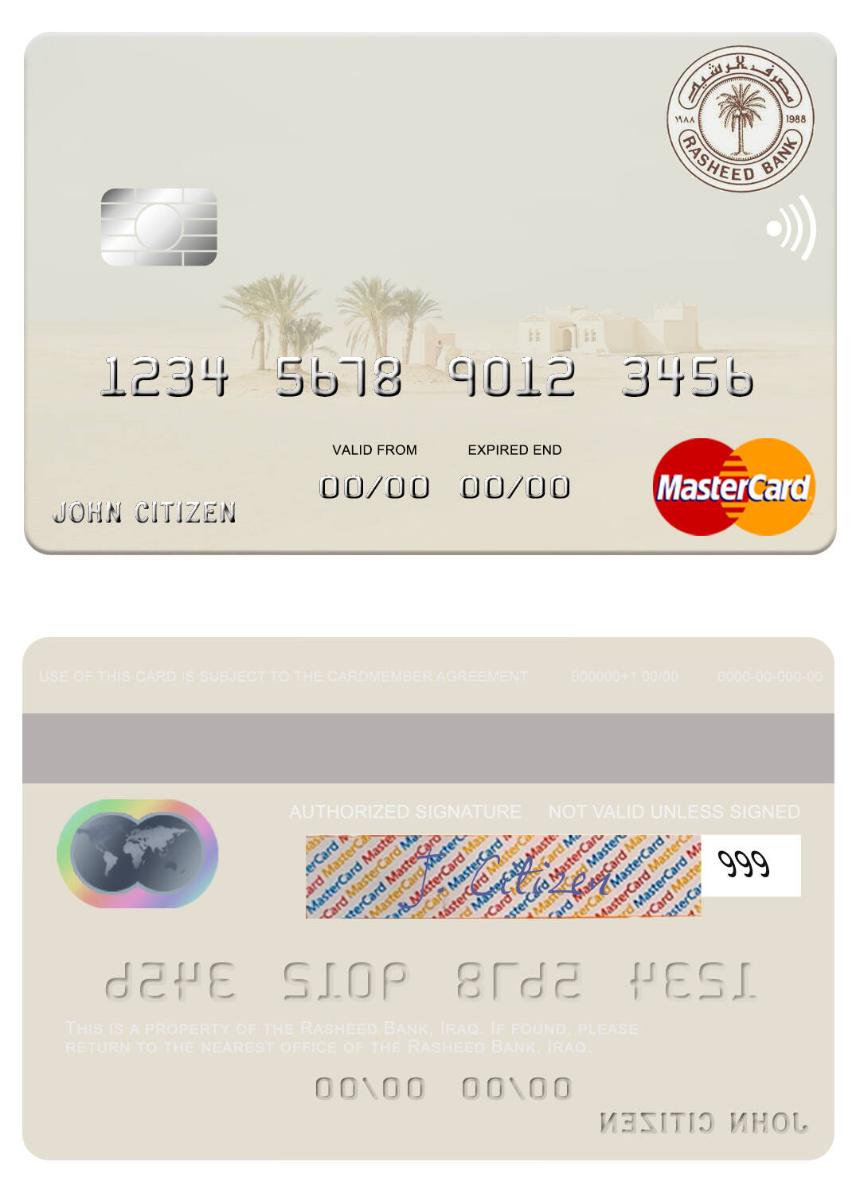 مصرف الرشيد
١٩٨٨ 1988
RASHEED BANK
1234 5678 9012 3456
VALID FROM EXPIRED END
00/00 00/00
JOHN CITIZEN
MasterCard
USE OF THIS CARD IS SUBJECT TO THE CARDMEMBER AGREEMENT 000000+1 00/00 0000-00-000-00
AUTHORIZED SIGNATURE NOT VALID UNLESS SIGNED
J. Citizen 999
1234 5678 9012 3456
THIS IS A PROPERTY OF THE RASHEED BANK, IRAQ. IF FOUND, PLEASE
RETURN TO THE NEAREST OFFICE OF THE RASHEED BANK, IRAQ.
00/00 00/00
JOHN CITIZEN